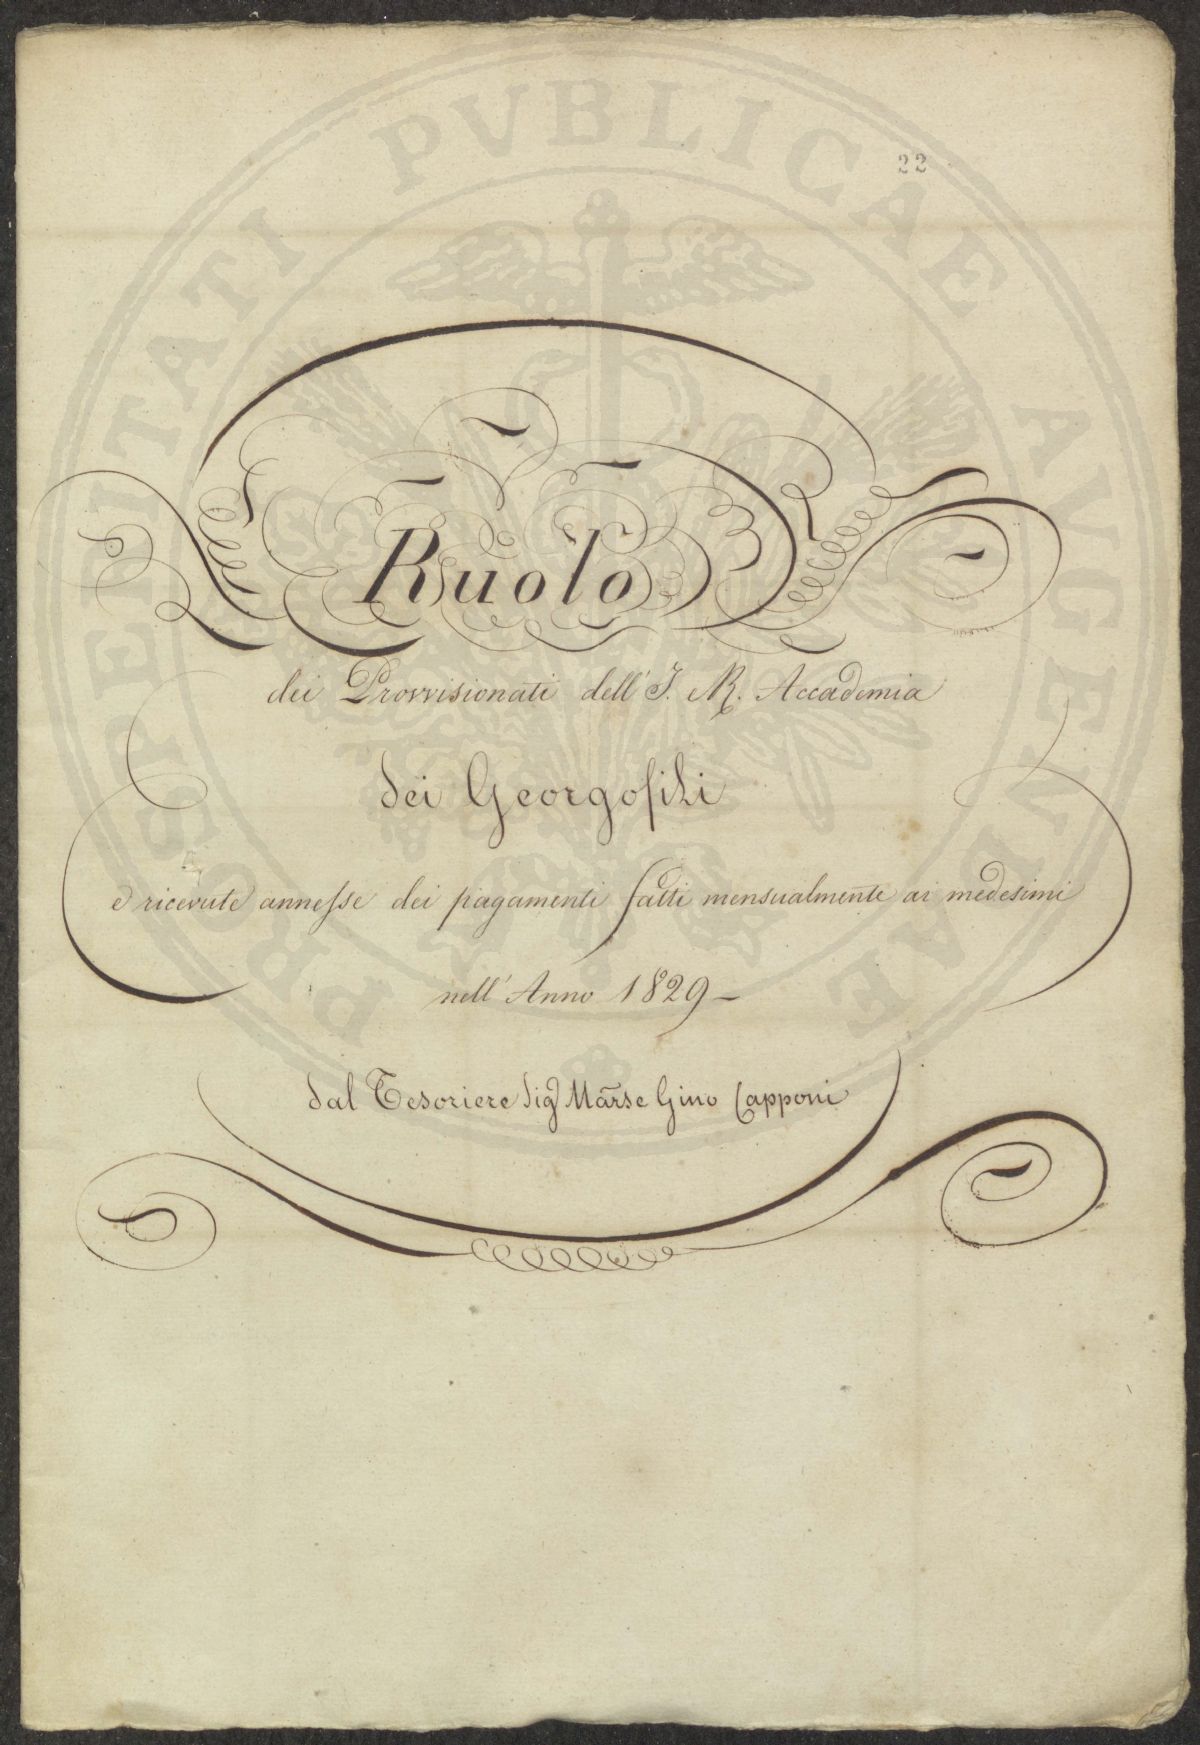 PROSPERITATI PVBLICAE AVGENDAE
22
Ruolo
dei Provvisionati dell' I. R. Accademia
dei Georgofili
e ricevute annesse dei pagamenti fatti mensualmente ai medesimi
nell' Anno 1829 -
dal Tesoriere Sig Marse Gino Capponi